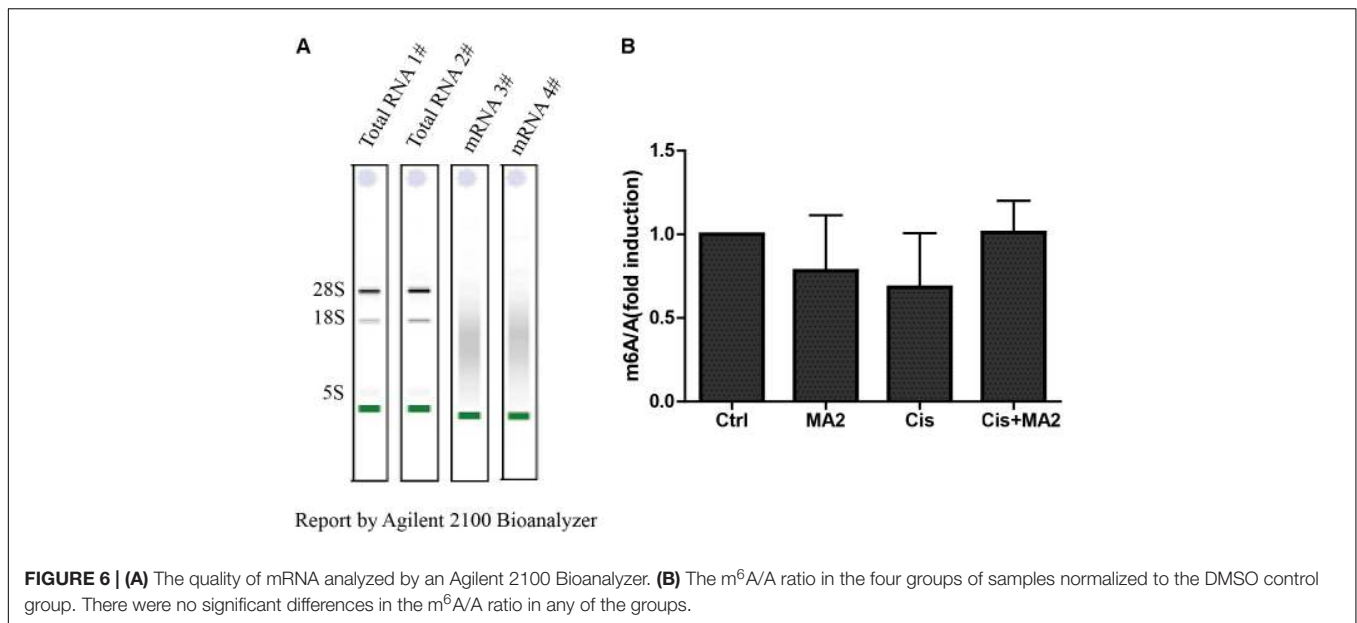 A
Total RNA 1#
Total RNA 2#
mRNA 3#
mRNA 4#
28S
18S
5S
Report by Agilent 2100 Bioanalyzer
B
m6A/A(fold induction)
1.5
1.0
0.5
0.0
Ctrl
MA2
Cis
Cis+MA2
FIGURE 6 | (A) The quality of mRNA analyzed by an Agilent 2100 Bioanalyzer. (B) The m⁶A/A ratio in the four groups of samples normalized to the DMSO control
group. There were no significant differences in the m⁶A/A ratio in any of the groups.